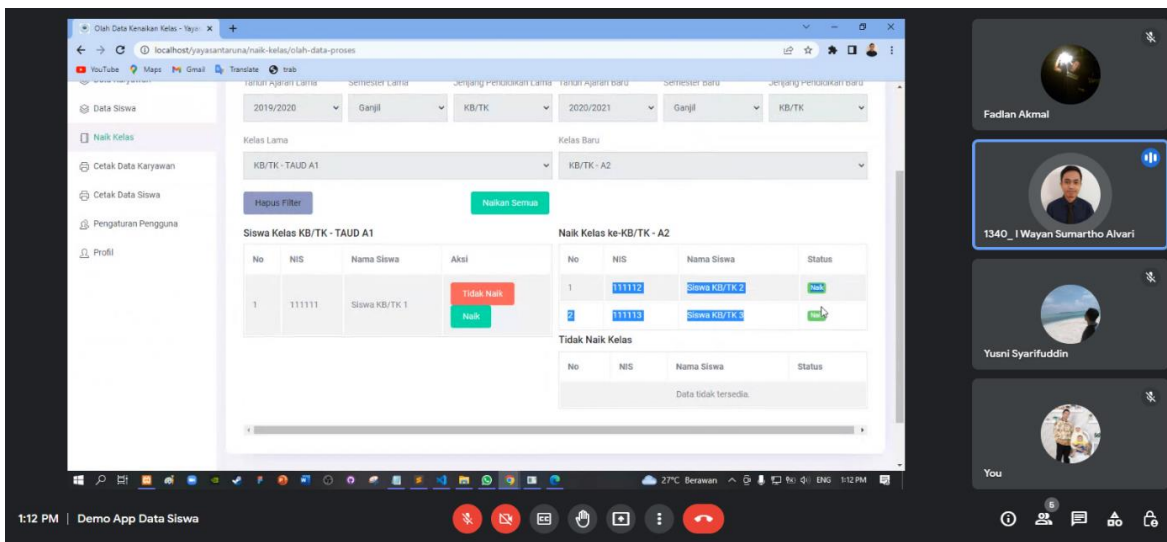 Olah Data Kenaikan Kelas - Yaya
localhost/yayasantaruna/naik-kelas/olah-data-proses
YouTube Maps Gmail Translate trab
Tahun Ajaran Lama Semester Lama Jenjang Pendidikan Lama Tahun Ajaran Baru Semester Baru Jenjang Pendidikan Baru
Data Siswa
2019/2020 Ganjil KB/TK 2020/2021 Ganjil KB/TK
Naik Kelas
Kelas Lama Kelas Baru
Cetak Data Karyawan
KB/TK - TAUD A1 KB/TK - A2
Cetak Data Siswa
Hapus Filter Naikan Semua
Pengaturan Pengguna
Siswa Kelas KB/TK - TAUD A1 Naik Kelas ke-KB/TK - A2
Profil
No NIS Nama Siswa Aksi No NIS Nama Siswa Status
1 111111 Siswa KB/TK 1 Tidak Naik Naik
1 111112 Siswa KB/TK 2 Naik
2 111113 Siswa KB/TK 3
Tidak Naik Kelas
No NIS Nama Siswa Status
Data tidak tersedia.
27°C Berawan ENG 1:12 PM
Fadlan Akmal
1340_ I Wayan Sumartho Alvari
Yusni Syarifuddin
You
1:12 PM | Demo App Data Siswa
CC
5